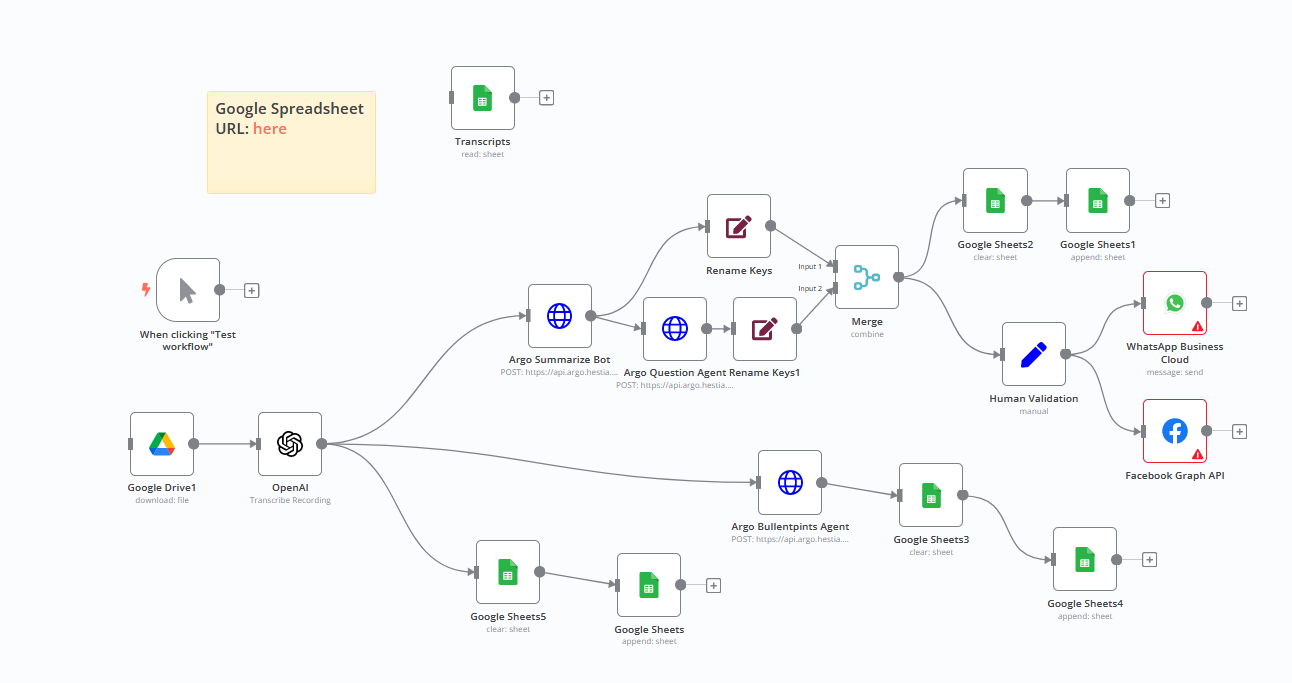 Google Spreadsheet
URL: here
Transcripts
read: sheet
When clicking "Test
workflow"
Google Drive1
download: file
OpenAI
Transcribe Recording
Argo Summarize Bot
POST: https://api.argo.hestia....
Rename Keys
Argo Question Agent
POST: https://api.argo.hestia....
Rename Keys1
Input 1
Input 2
Merge
combine
Google Sheets2
clear: sheet
Google Sheets1
append: sheet
Human Validation
manual
WhatsApp Business
Cloud
message: send
Facebook Graph API
Argo Bullentpints Agent
POST: https://api.argo.hestia....
Google Sheets3
clear: sheet
Google Sheets4
append: sheet
Google Sheets5
clear: sheet
Google Sheets
append: sheet